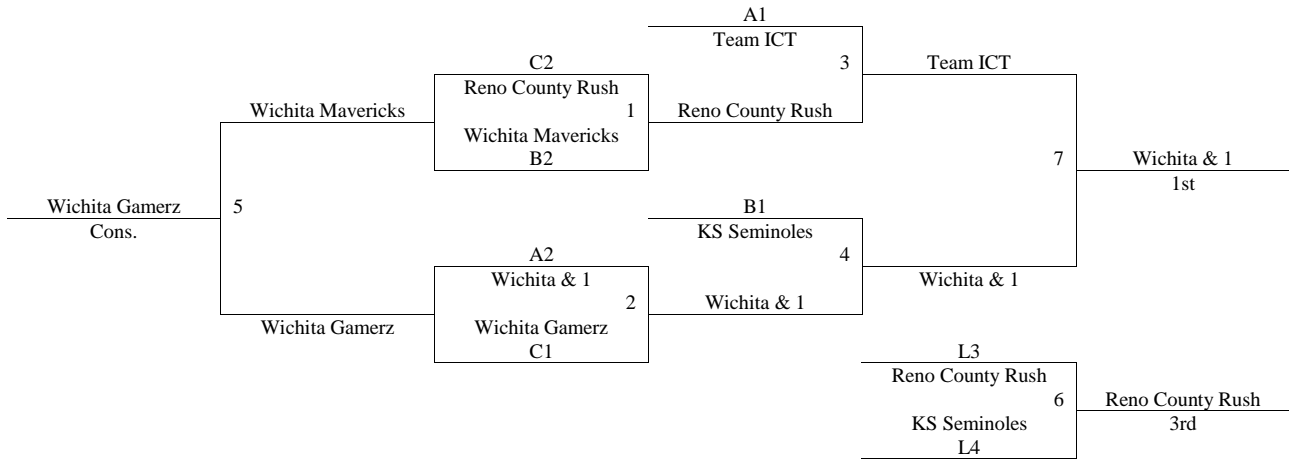 A1
Team ICT
3
Team ICT
C2
Reno County Rush
1
Wichita Mavericks
Reno County Rush
Wichita Mavericks
B2
7
Wichita & 1
1st
Wichita Gamerz
5
Cons.
B1
KS Seminoles
4
A2
Wichita & 1
2
Wichita & 1
Wichita & 1
Wichita Gamerz
Wichita Gamerz
C1
L3
Reno County Rush
6
Reno County Rush
3rd
KS Seminoles
L4